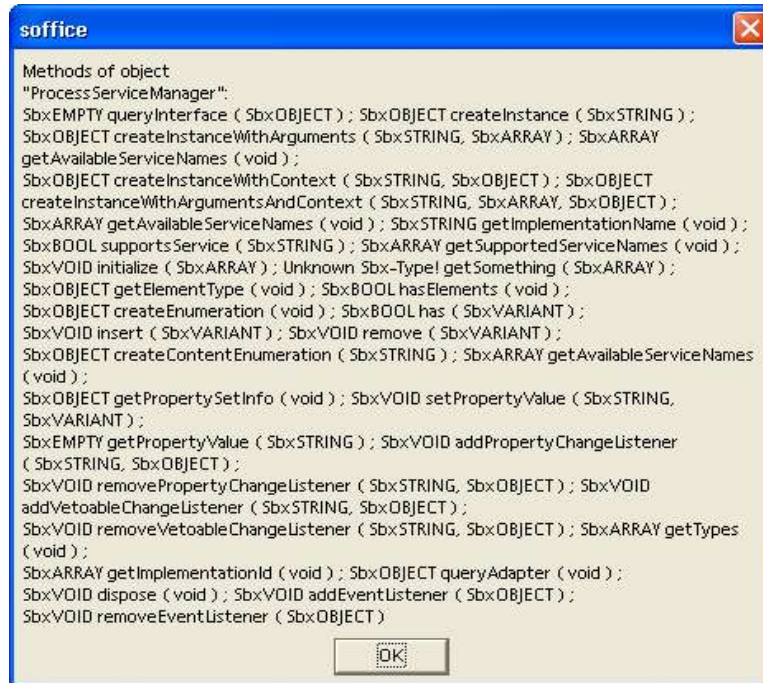 soffice
Methods of object
"ProcessServiceManager":
SbxEMPTY queryInterface ( SbxOBJECT ) ; SbxOBJECT createInstance ( SbxSTRING ) ;
SbxOBJECT createInstanceWithArguments ( SbxSTRING, SbxARRAY ) ; SbxARRAY
getAvailableServiceNames ( void ) ;
SbxOBJECT createInstanceWithContext ( SbxSTRING, SbxOBJECT ) ; SbxOBJECT
createInstanceWithArgumentsAndContext ( SbxSTRING, SbxARRAY, SbxOBJECT ) ;
SbxARRAY getAvailableServiceNames ( void ) ; SbxSTRING getImplementationName ( void ) ;
SbxBOOL supportsService ( SbxSTRING ) ; SbxARRAY getSupportedServiceNames ( void ) ;
SbxVOID initialize ( SbxARRAY ) ; Unknown Sbx-Type! getSomething ( SbxARRAY ) ;
SbxOBJECT getElementType ( void ) ; SbxBOOL hasElements ( void ) ;
SbxOBJECT createEnumeration ( void ) ; SbxBOOL has ( SbxVARIANT ) ;
SbxVOID insert ( SbxVARIANT ) ; SbxVOID remove ( SbxVARIANT ) ;
SbxOBJECT createContentEnumeration ( SbxSTRING ) ; SbxARRAY getAvailableServiceNames
( void ) ;
SbxOBJECT getPropertySetInfo ( void ) ; SbxVOID setPropertyValue ( SbxSTRING,
SbxVARIANT ) ;
SbxEMPTY getPropertyValue ( SbxSTRING ) ; SbxVOID addPropertyChangeListener
( SbxSTRING, SbxOBJECT ) ;
SbxVOID removePropertyChangeListener ( SbxSTRING, SbxOBJECT ) ; SbxVOID
addVetoableChangeListener ( SbxSTRING, SbxOBJECT ) ;
SbxVOID removeVetoableChangeListener ( SbxSTRING, SbxOBJECT ) ; SbxARRAY getTypes
( void ) ;
SbxARRAY getImplementationId ( void ) ; SbxOBJECT queryAdapter ( void ) ;
SbxVOID dispose ( void ) ; SbxVOID addEventListener ( SbxOBJECT ) ;
SbxVOID removeEventListener ( SbxOBJECT )
OK